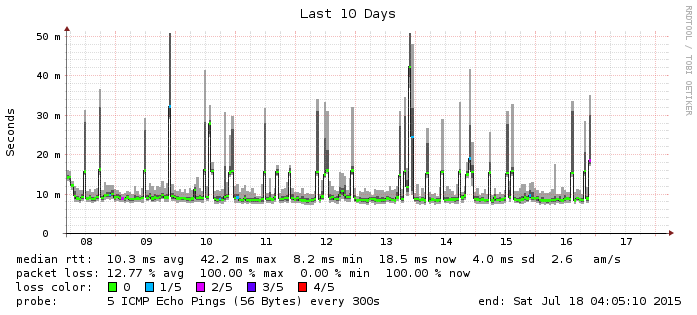 Last 10 Days
RRDTOOL / TOBI OETIKER
Seconds
50 m
40 m
30 m
20 m
10 m
0
08 09 10 11 12 13 14 15 16 17
median rtt: 10.3 ms avg 42.2 ms max 8.2 ms min 18.5 ms now 4.0 ms sd 2.6 am/s
packet loss: 12.77 % avg 100.00 % max 0.00 % min 100.00 % now
loss color: 0 1/5 2/5 3/5 4/5
probe: 5 ICMP Echo Pings (56 Bytes) every 300s end: Sat Jul 18 04:05:10 2015